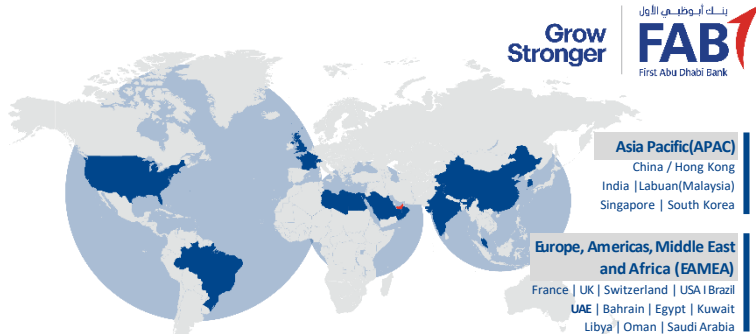 بنك أبوظبي الأول
Grow
Stronger
FAB
First Abu Dhabi Bank
Asia Pacific(APAC)
China / Hong Kong
India |Labuan(Malaysia)
Singapore | South Korea
Europe, Americas, Middle East
and Africa (EAMEA)
France | UK | Switzerland | USA I Brazil
UAE | Bahrain | Egypt | Kuwait
Libya | Oman | Saudi Arabia